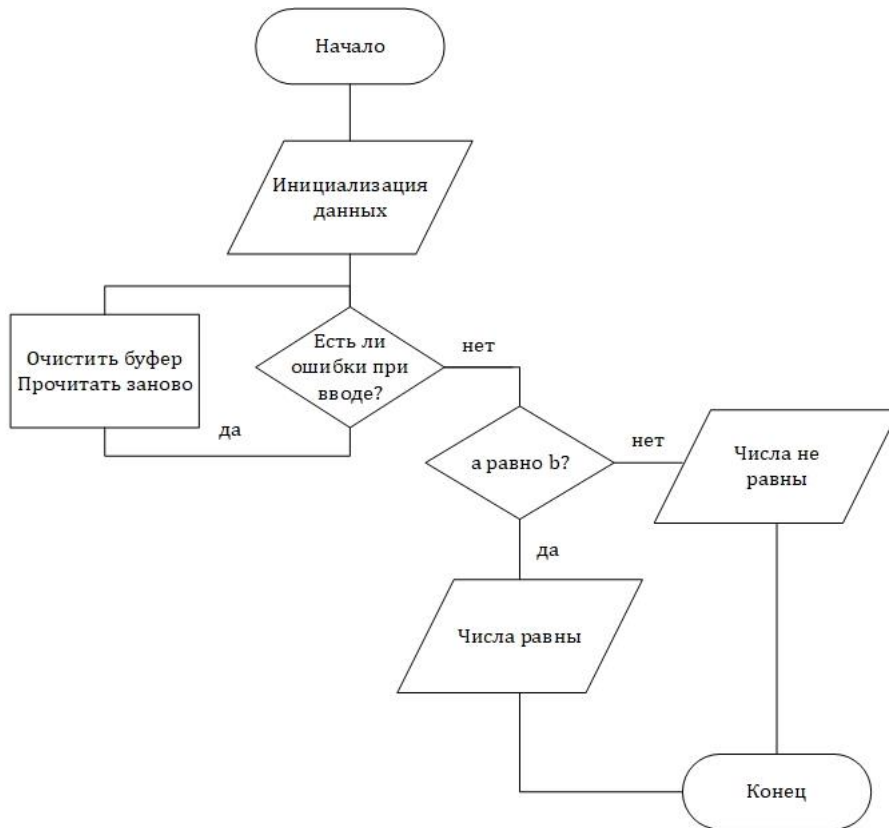 Начало
Инициализация
данных
Есть ли
ошибки при
вводе?
нет
Очистить буфер
Прочитать заново
да
a равно b?
нет
Числа не
равны
да
Числа равны
Конец